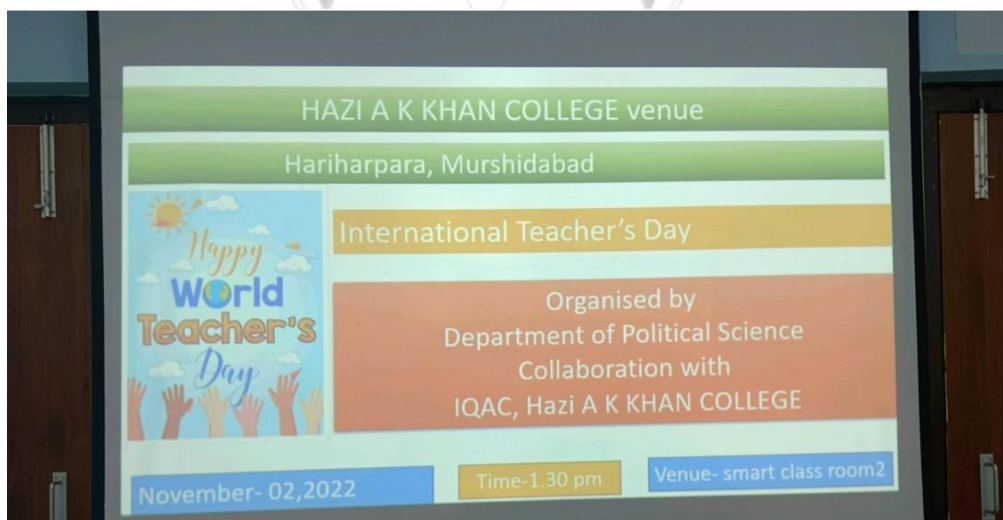 HAZI A K KHAN COLLEGE venue
Hariharpara, Murshidabad
Happy
World
Teacher's
Day
International Teacher's Day
Organised by
Department of Political Science
Collaboration with
IQAC, Hazi A K KHAN COLLEGE
November- 02,2022
Time-1.30 pm
Venue- smart class room2